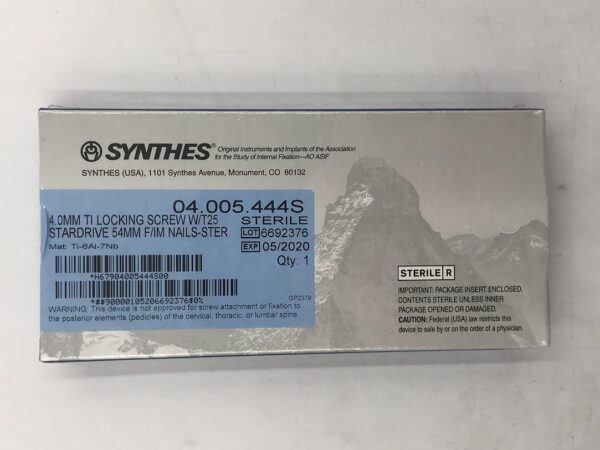 SYNTHES®
Original Instruments and Implants of the Association
for the Study of Internal Fixation—AO ASIF
SYNTHES (USA), 1101 Synthes Avenue, Monument, CO 80132
04.005.444S
4.0MM TI LOCKING SCREW W/T25 STERILE
STARDRIVE 54MM F/IM NAILS-STER LOT 6692376
Mat: Ti-6Al-7Nb EXP 05/2020
Qty: 1
*H67904005444S00
*$$90000105206692376#0%
GP2379
WARNING: This device is not approved for screw attachment or fixation to
the posterior elements (pedicles) of the cervical, thoracic, or lumbar spine.
STERILE R
IMPORTANT: PACKAGE INSERT ENCLOSED.
CONTENTS STERILE UNLESS INNER
PACKAGE OPENED OR DAMAGED.
CAUTION: Federal (USA) law restricts this
device to sale by or on the order of a physician.